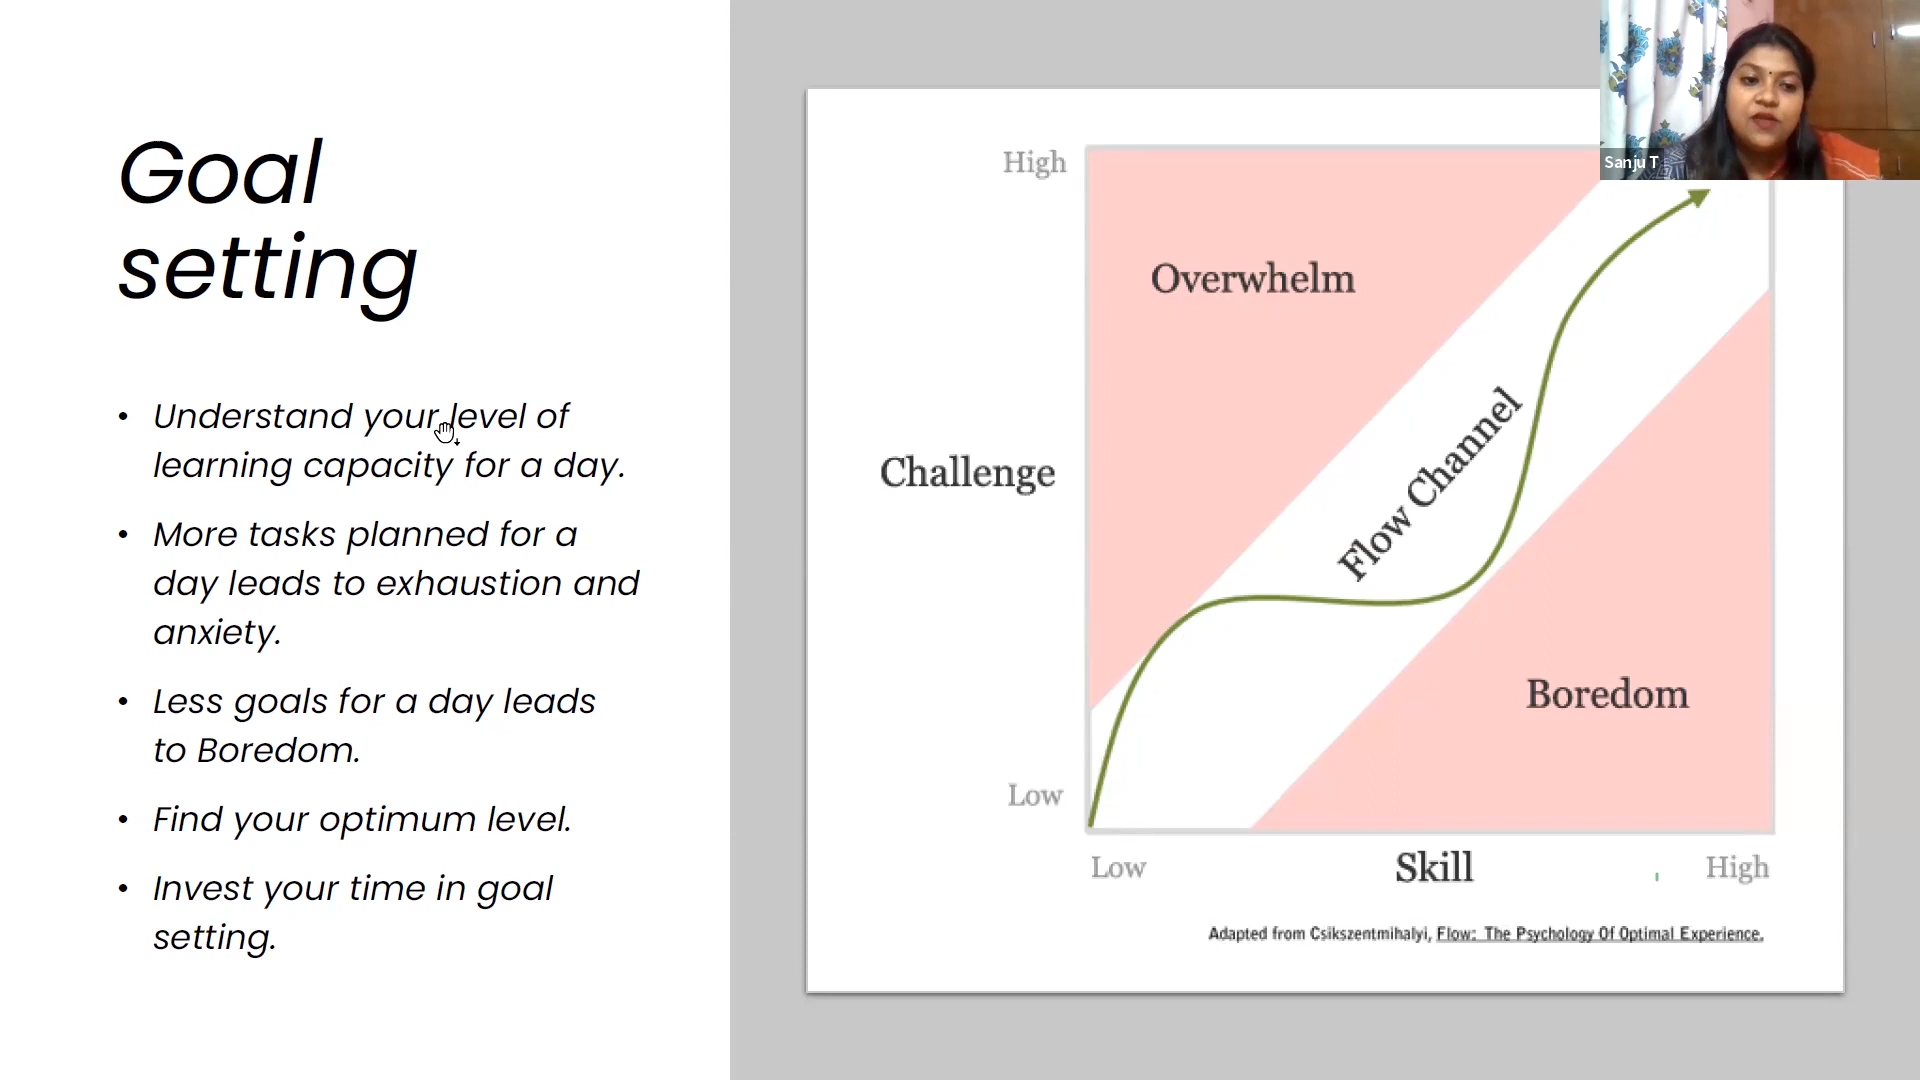 Goal
setting
• Understand your level of
learning capacity for a day.
• More tasks planned for a
day leads to exhaustion and
anxiety.
• Less goals for a day leads
to Boredom.
• Find your optimum level.
• Invest your time in goal
setting.
High
Overwhelm
Challenge
Flow Channel
Boredom
Low
Low
Skill
High
Adapted from Csikszentmihalyi, Flow: The Psychology Of Optimal Experience.
Sanju T